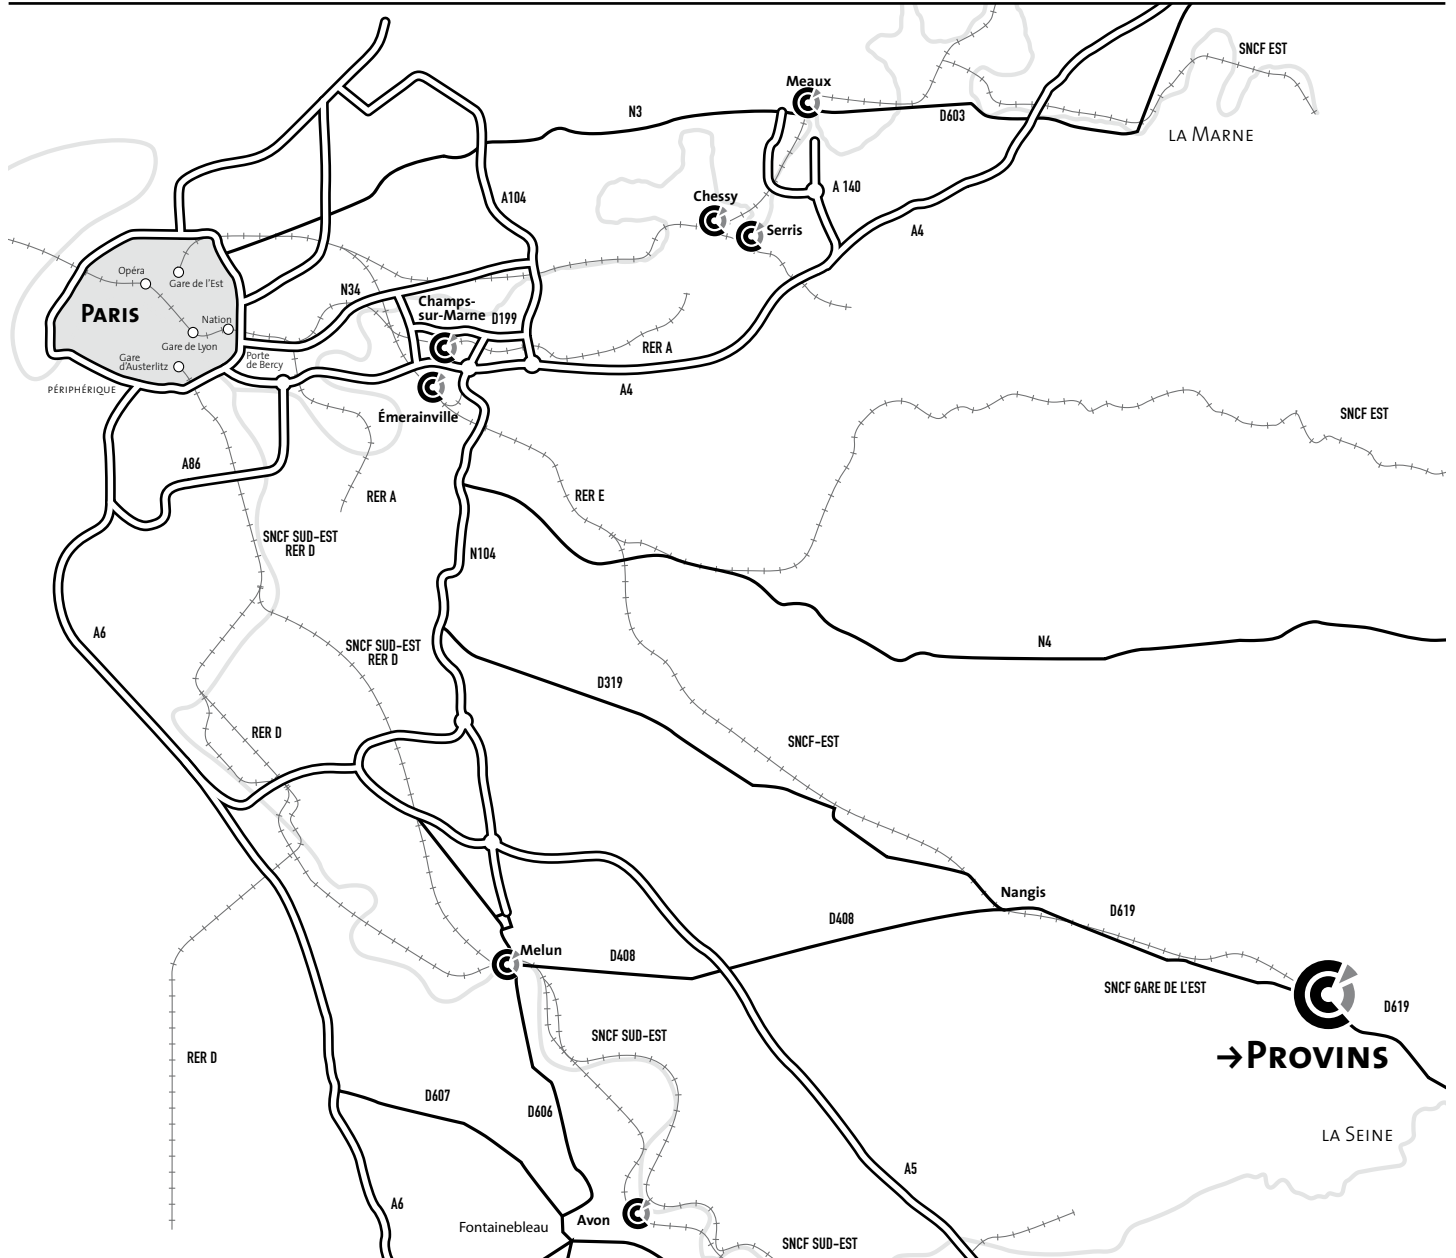 SNCF EST
Meaux
N3
D603
LA MARNE
A104
A 140
Chessy
Serris
A4
Opéra
Gare de l'Est
N34
Champs-
sur-Marne
D199
PARIS
Nation
Gare de Lyon
Gare
d'Austerlitz
Porte
de Bercy
RER A
PÉRIPHÉRIQUE
A4
Émerainville
SNCF EST
A86
RER A
RER E
SNCF SUD-EST
RER D
N104
A6
SNCF SUD-EST
RER D
N4
D319
RER D
SNCF-EST
Nangis
D408
D619
Melun
D408
SNCF GARE DE L'EST
D619
SNCF SUD-EST
RER D
→PROVINS
D607
D606
LA SEINE
A5
A6
Fontainebleau
Avon
SNCF SUD-EST